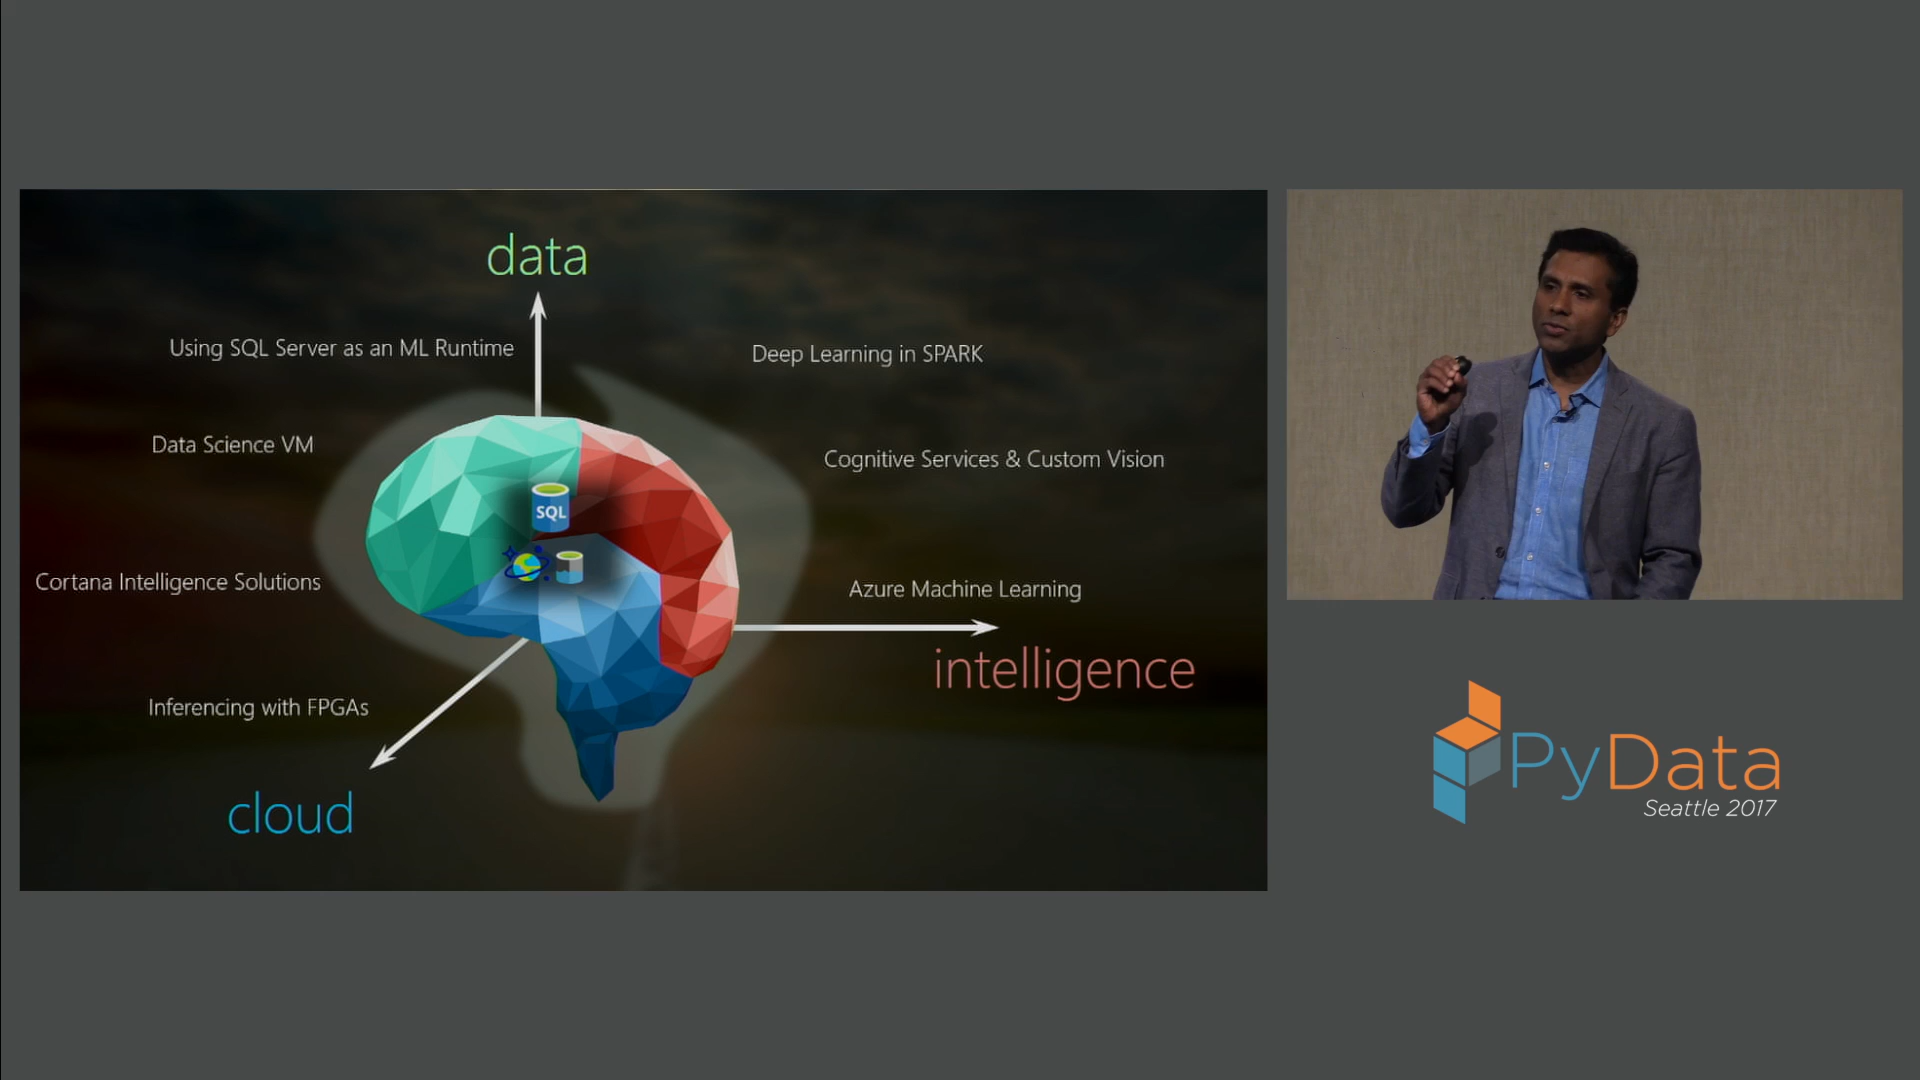 data
Using SQL Server as an ML Runtime
Deep Learning in SPARK
Data Science VM
Cognitive Services & Custom Vision
SQL
Cortana Intelligence Solutions
Azure Machine Learning
intelligence
Inferencing with FPGAs
cloud
PyData
Seattle 2017